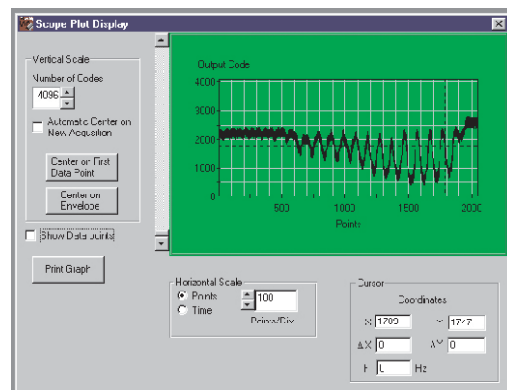 Scope Plot Display
Vertical Scale
Number of Codes
4096
Automatic Center on
New Acquisition
Center on First
Data Point
Center on
Envelope
Show Data points
Print Graph
Output Code
4000
3000
2000
1000
500
1000
1500
2000
Points
Horizontal Scale
Points
Time
100
Points/Div
Cursor
Coordinates
X 1789
Y 1747
ΔX 0
ΔY 0
Hz